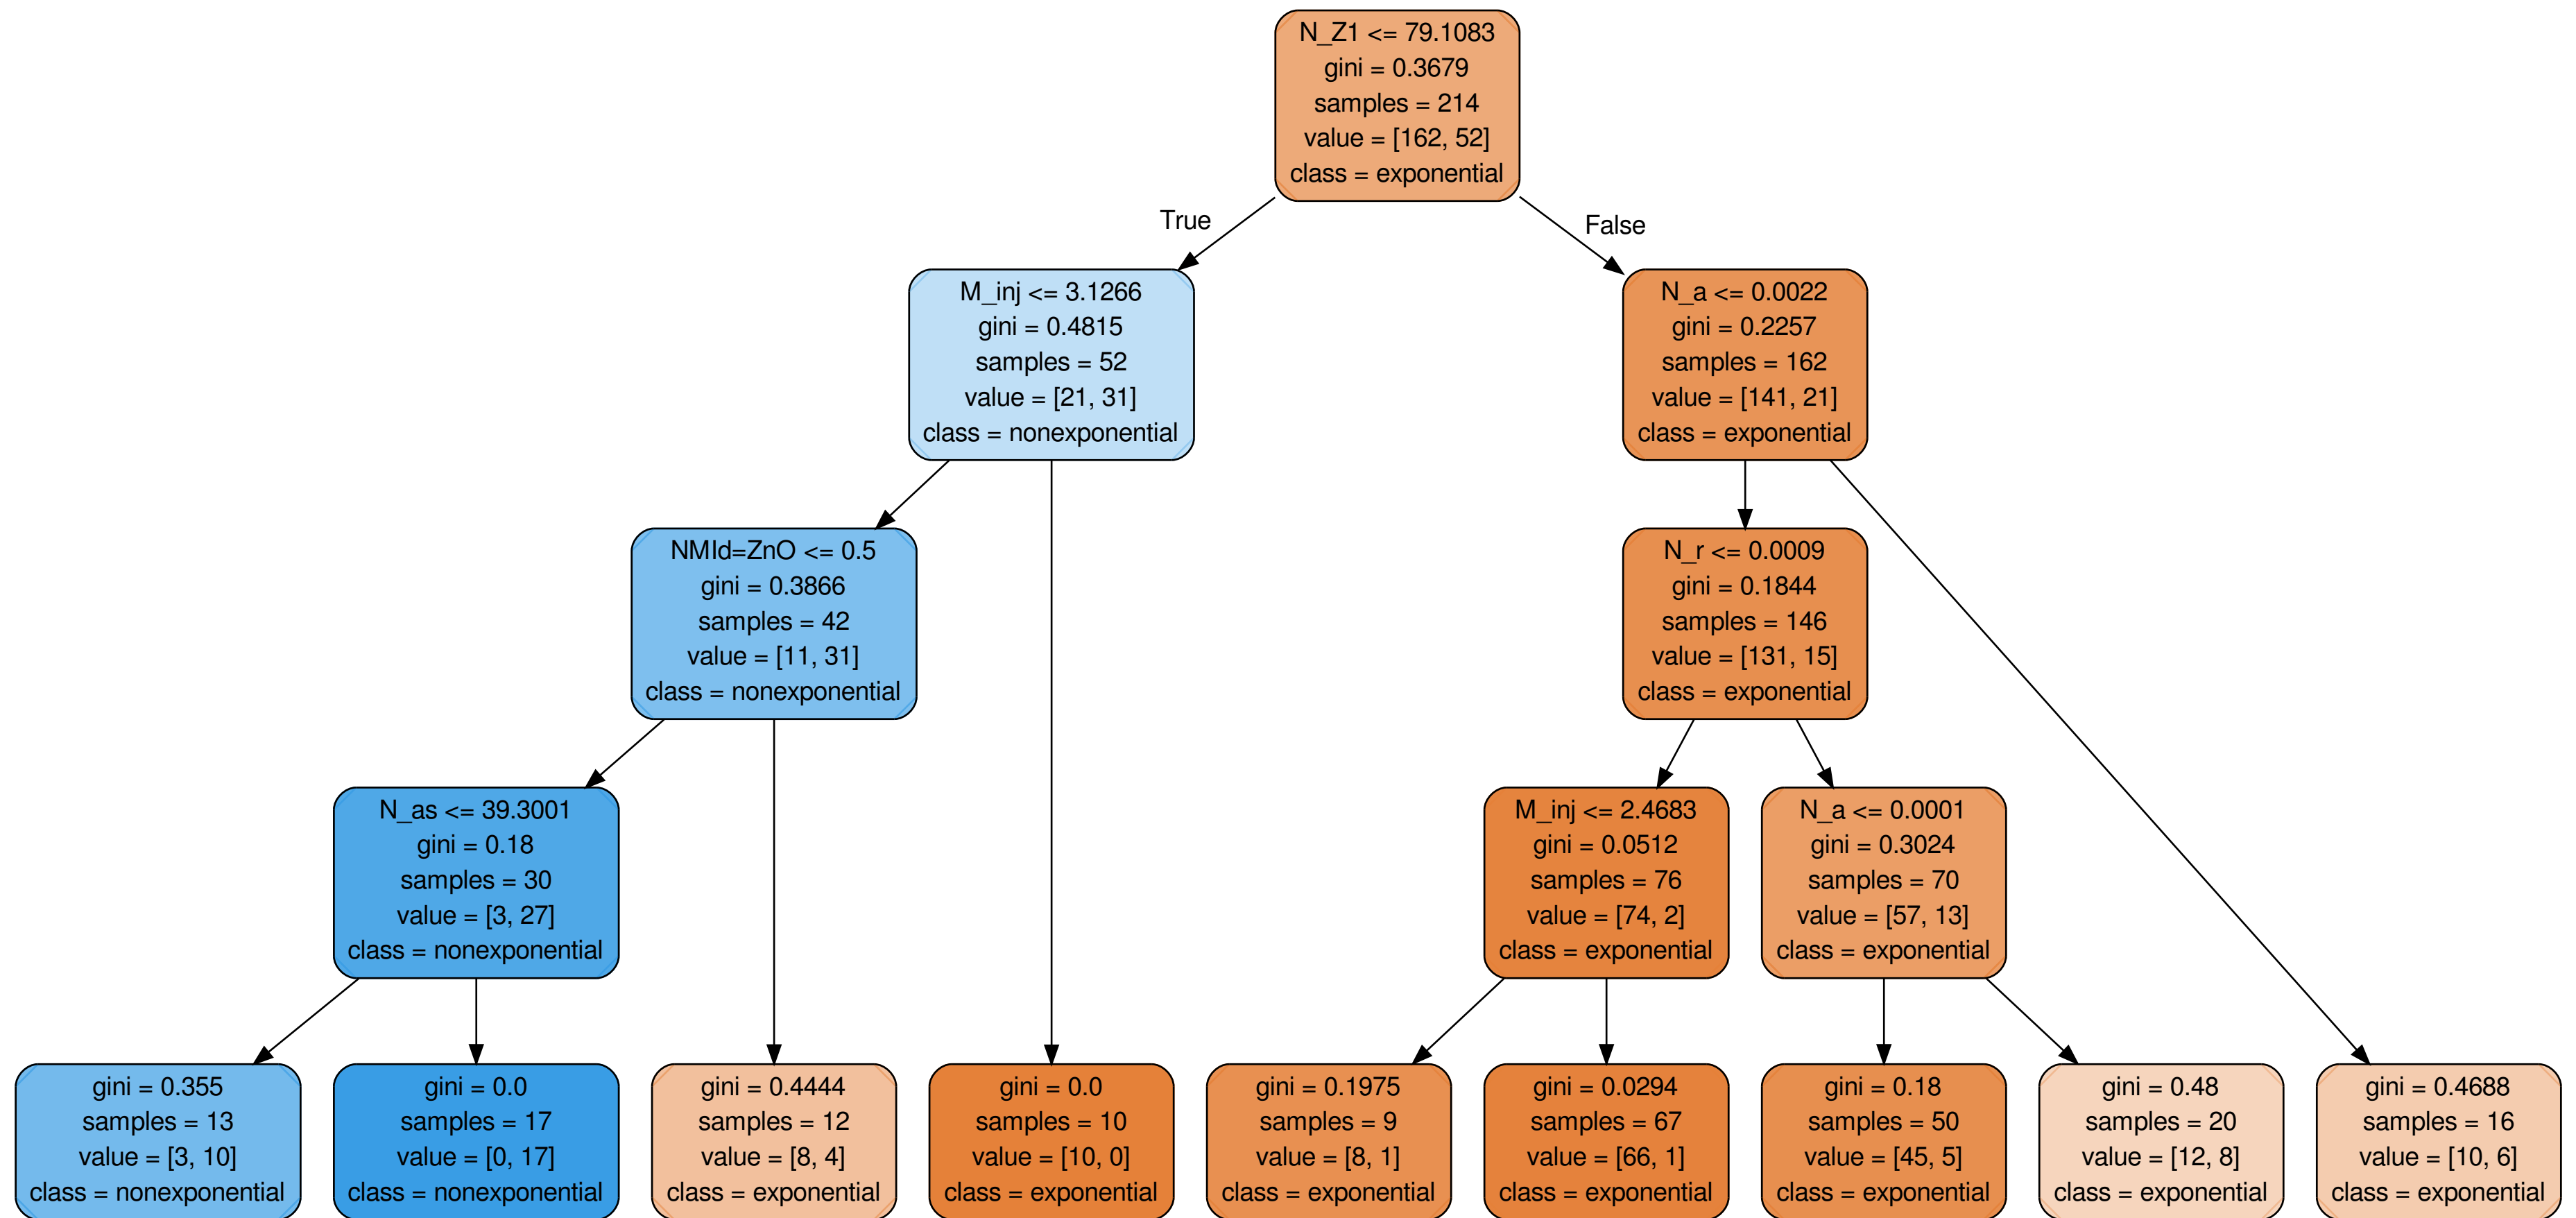 N_Z1 <= 79.1083
gini = 0.3679
samples = 214
value = [162, 52]
class = exponential
True
False
M_inj <= 3.1266
gini = 0.4815
samples = 52
value = [21, 31]
class = nonexponential
N_a <= 0.0022
gini = 0.2257
samples = 162
value = [141, 21]
class = exponential
NMId=ZnO <= 0.5
gini = 0.3866
samples = 42
value = [11, 31]
class = nonexponential
N_r <= 0.0009
gini = 0.1844
samples = 146
value = [131, 15]
class = exponential
N_as <= 39.3001
gini = 0.18
samples = 30
value = [3, 27]
class = nonexponential
M_inj <= 2.4683
gini = 0.0512
samples = 76
value = [74, 2]
class = exponential
N_a <= 0.0001
gini = 0.3024
samples = 70
value = [57, 13]
class = exponential
gini = 0.355
samples = 13
value = [3, 10]
class = nonexponential
gini = 0.0
samples = 17
value = [0, 17]
class = nonexponential
gini = 0.4444
samples = 12
value = [8, 4]
class = exponential
gini = 0.0
samples = 10
value = [10, 0]
class = exponential
gini = 0.1975
samples = 9
value = [8, 1]
class = exponential
gini = 0.0294
samples = 67
value = [66, 1]
class = exponential
gini = 0.18
samples = 50
value = [45, 5]
class = exponential
gini = 0.48
samples = 20
value = [12, 8]
class = exponential
gini = 0.4688
samples = 16
value = [10, 6]
class = exponential